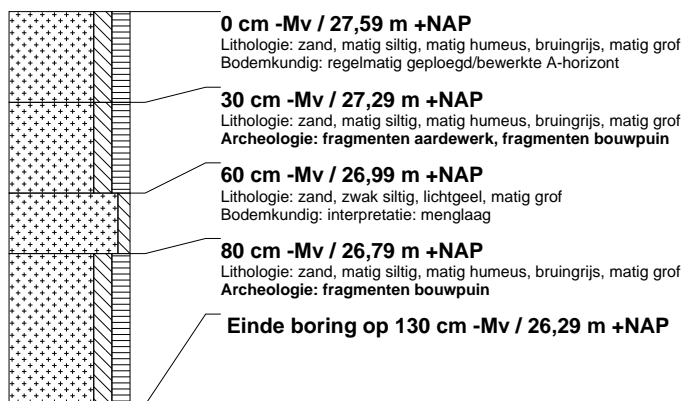 0 cm -Mv / 27,59 m +NAP
Lithologie: zand, matig siltig, matig humeus, bruingrijs, matig grof
Bodemkundig: regelmatig geploegd/bewerkte A-horizont
30 cm -Mv / 27,29 m +NAP
Lithologie: zand, matig siltig, matig humeus, bruingrijs, matig grof
Archeologie: fragmenten aardewerk, fragmenten bouwpuin
60 cm -Mv / 26,99 m +NAP
Lithologie: zand, zwak siltig, lichtgeel, matig grof
Bodemkundig: interpretatie: menglaag
80 cm -Mv / 26,79 m +NAP
Lithologie: zand, matig siltig, matig humeus, bruingrijs, matig grof
Archeologie: fragmenten bouwpuin
Einde boring op 130 cm -Mv / 26,29 m +NAP